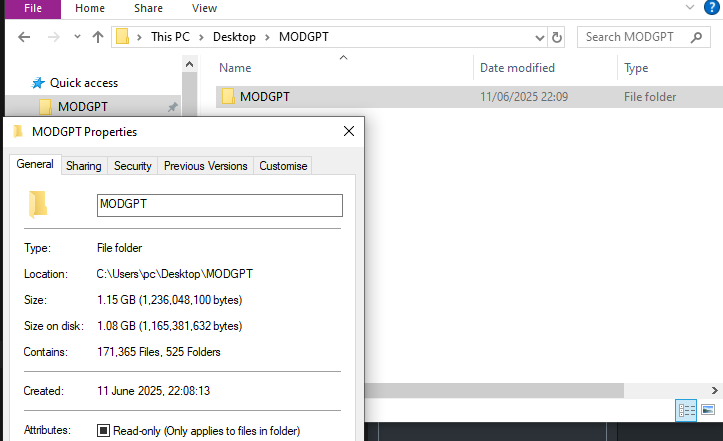 File Home Share View
This PC > Desktop > MODGPT
Search MODGPT
Quick access
MODGPT
Name Date modified Type
MODGPT 11/06/2025 22:09 File folder
MODGPT Properties
General Sharing Security Previous Versions Customise
MODGPT
Type: File folder
Location: C:\Users\pc\Desktop\MODGPT
Size: 1.15 GB (1,236,048,100 bytes)
Size on disk: 1.08 GB (1,165,381,632 bytes)
Contains: 171,365 Files, 525 Folders
Created: 11 June 2025, 22:08:13
Attributes: Read-only (Only applies to files in folder)